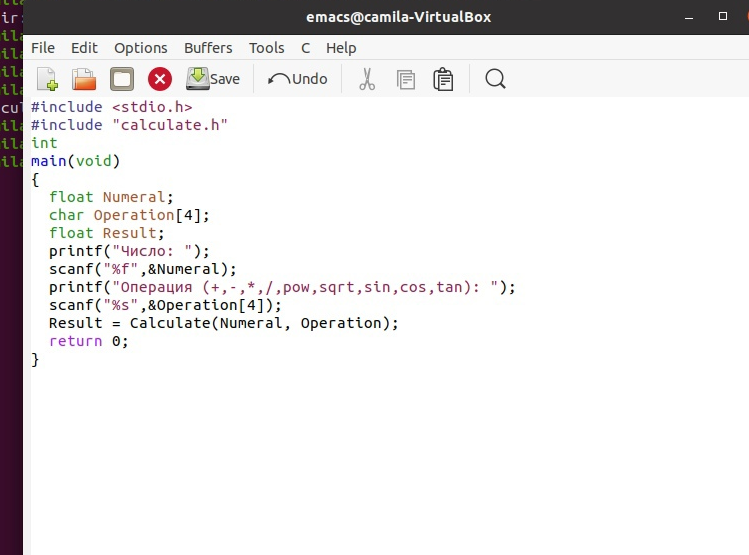 emacs@camila-VirtualBox
File Edit Options Buffers Tools C Help
Save Undo
#include <stdio.h>
#include "calculate.h"
int
main(void)
{
  float Numeral;
  char Operation[4];
  float Result;
  printf("Число: ");
  scanf("%f",&Numeral);
  printf("Операция (+,-,*,/,pow,sqrt,sin,cos,tan): ");
  scanf("%s",&Operation[4]);
  Result = Calculate(Numeral, Operation);
  return 0;
}